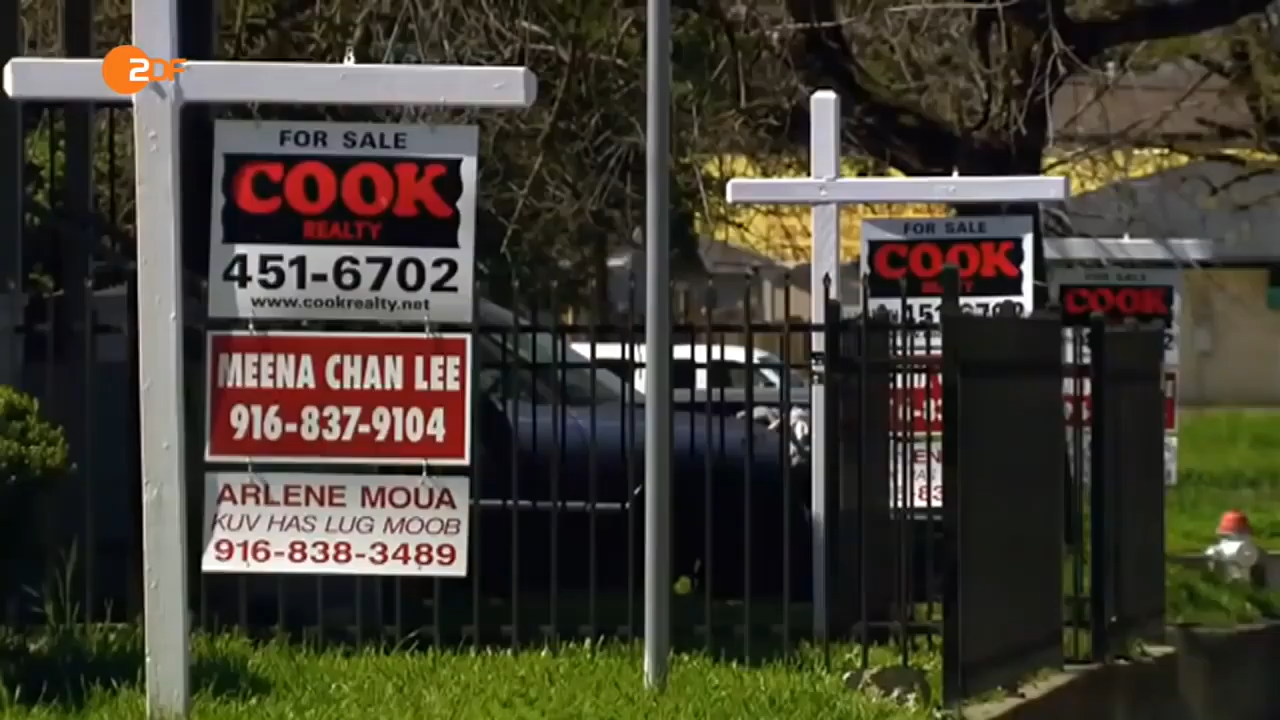 ZDF
FOR SALE
COOK
REALTY
451-6702
www.cookrealty.net
MEENA CHAN LEE
916-837-9104
ARLENE MOUA
KUV HAS LUG MOOB
916-838-3489
FOR SALE
COOK
FOR SALE
COOK